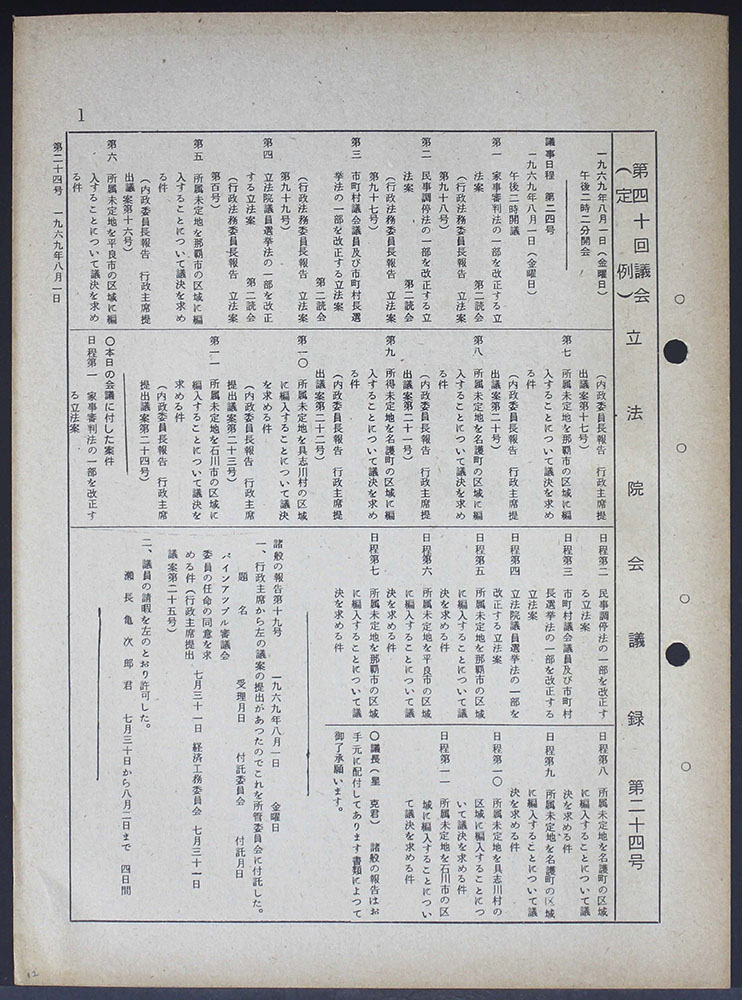 1
第四十回議会
(定例)
立法院会議録 第二十四号
一九六九年八月一日(金曜日)
午後二時二分開会
議事日程 第二四号
一九六九年八月一日(金曜日)
午後二時開議
第一 家事審判法の一部を改正する立
法案 第二読会
(行政法務委員長報告 立法案
第九十八号)
第二 民事調停法の一部を改正する立
法案 第二読会
(行政法務委員長報告 立法案
第九十七号)
第三 市町村議会議員及び市町村長選
挙法の一部を改正する立法案
第二読会
(行政法務委員長報告 立法案
第九十九号)
第四 立法院議員選挙法の一部を改正
する立法案 第二読会
(行政法務委員長報告 立法案
第百号)
第五 所属未定地を那覇市の区域に編
入することについて議決を求め
る件
(内政委員長報告 行政主席提
出議案第十六号)
第六 所属未定地を平良市の区域に編
入することについて議決を求め
る件
(内政委員長報告 行政主席提
出議案第十七号)
第七 所属未定地を那覇市の区域に編
入することについて議決を求め
る件
(内政委員長報告 行政主席提
出議案第二十号)
第八 所属未定地を名護町の区域に編
入することについて議決を求め
る件
(内政委員長報告 行政主席提
出議案第二十一号)
第九 所得未定地を名護町の区域に編
入することについて議決を求め
る件
(内政委員長報告 行政主席提
出議案第二十二号)
第一〇 所属未定地を具志川村の区域
に編入することについて議決
を求める件
(内政委員長報告 行政主席
提出議案第二十三号)
第一一 所属未定地を石川市の区域に
編入することについて議決を
求める件
(内政委員長報告 行政主席
提出議案第二十四号)
〇本日の会議に付した案件
日程第一 家事審判法の一部を改正す
る立法案
日程第二 民事調停法の一部を改正す
る立法案
日程第三 市町村議会議員及び市町村
長選挙法の一部を改正する
立法案
日程第四 立法院議員選挙法の一部を
改正する立法案
日程第五 所属未定地を那覇市の区域
に編入することについて議
決を求める件
日程第六 所属未定地を平良市の区域
に編入することについて議
決を求める件
日程第七 所属未定地を那覇市の区域
に編入することについて議
決を求める件
日程第八 所属未定地を名護町の区域
に編入することについて議
決を求める件
日程第九 所属未定地を名護町の区域
に編入することについて議
決を求める件
日程第一〇 所属未定地を具志川村の
区域に編入することにつ
いて議決を求める件
日程第一一 所属未定地を石川市の区
域に編入することについ
て議決を求める件
〇議長(星 克君) 諸般の報告はお
手元に配付してあります書類によつて
御了承願います。
諸般の報告第十九号
一九六九年八月一日 金曜日
一、行政主席から左の議案の提出があつたのでこれを所管委員会に付託した。
題名 受理月日 付託委員会 付託月日
パインアツプル審議会
委員の任命の同意を求
める件(行政主席提出 七月三十一日 経済工務委員会 七月三十一日
議案第二十五号)
二、議員の請暇を左のとおり許可した。
瀬長亀次郎君 七月三十日から八月二日まで 四日間
第二十四号 一九六九年八月一日
12